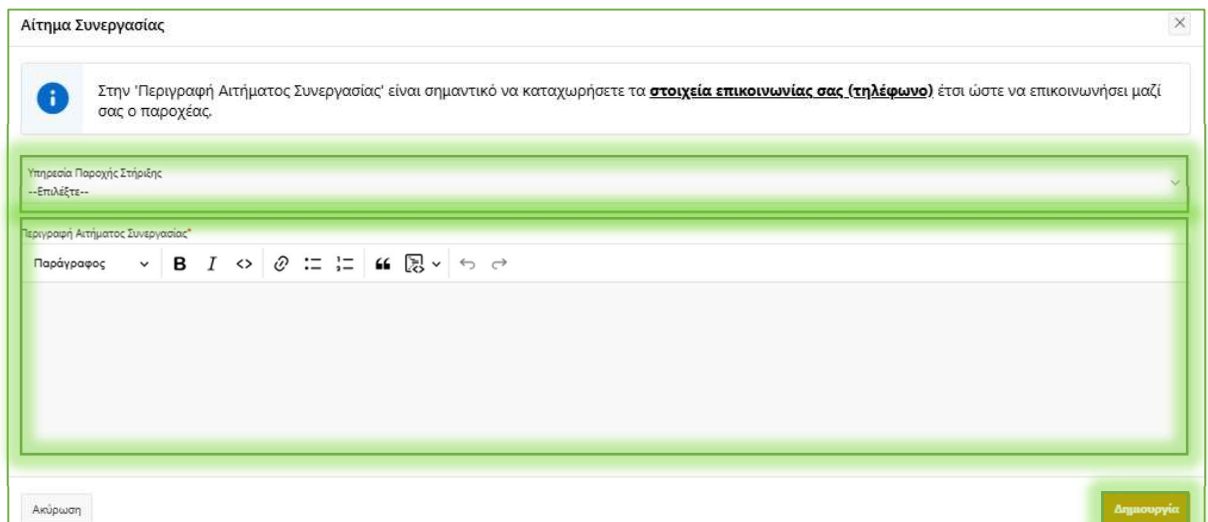 Αίτημα Συνεργασίας
Στην 'Περιγραφή Αιτήματος Συνεργασίας' είναι σημαντικό να καταχωρήσετε τα στοιχεία επικοινωνίας σας (τηλέφωνο) έτσι ώστε να επικοινωνήσει μαζί
σας ο παροχέας.
Υπηρεσία Παροχής Στήριξης
--Επιλέξτε--
Περιγραφή Αιτήματος Συνεργασίας*
Παράγραφος B I <>
Ακύρωση Δημιουργία